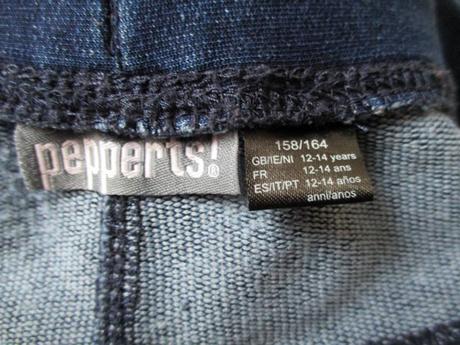 pepperts!®
158/164
GB/IE/NI 12-14 years
FR 12-14 ans
ES/IT/PT 12-14 años
anni/anos